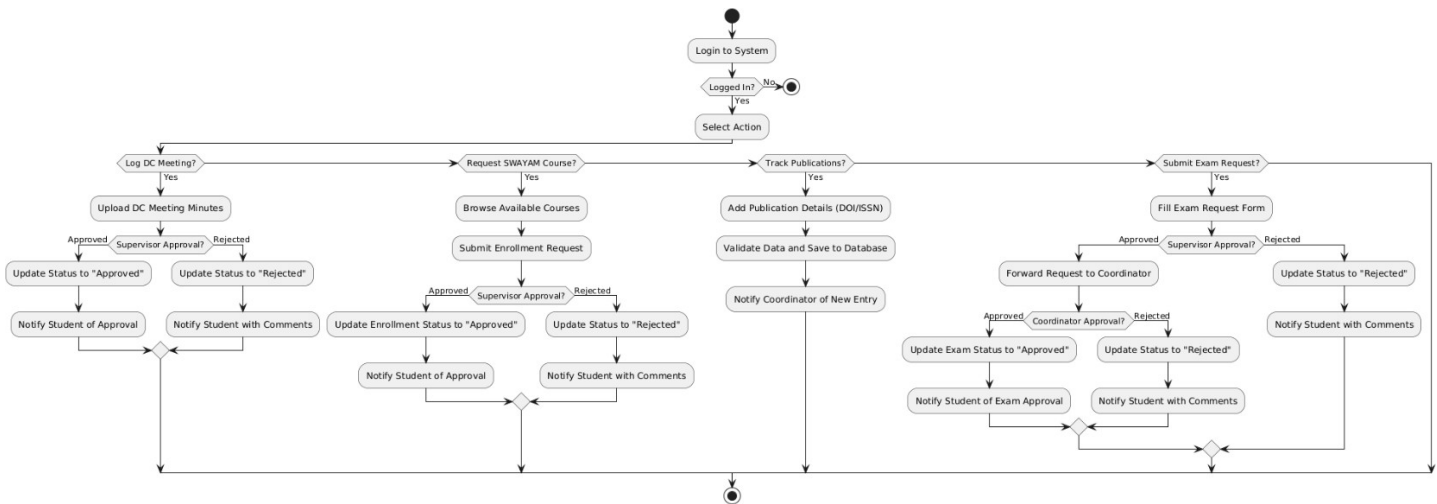 Login to System
Logged In?
No
Yes
Select Action
Log DC Meeting?
Yes
Upload DC Meeting Minutes
Supervisor Approval?
Approved
Rejected
Update Status to "Approved"
Update Status to "Rejected"
Notify Student of Approval
Notify Student with Comments
Request SWAYAM Course?
Yes
Browse Available Courses
Submit Enrollment Request
Supervisor Approval?
Approved
Rejected
Update Enrollment Status to "Approved"
Update Status to "Rejected"
Notify Student of Approval
Notify Student with Comments
Track Publications?
Yes
Add Publication Details (DOI/ISSN)
Validate Data and Save to Database
Notify Coordinator of New Entry
Submit Exam Request?
Yes
Fill Exam Request Form
Supervisor Approval?
Approved
Rejected
Forward Request to Coordinator
Coordinator Approval?
Approved
Rejected
Update Exam Status to "Approved"
Update Status to "Rejected"
Notify Student of Exam Approval
Notify Student with Comments
Update Status to "Rejected"
Notify Student with Comments